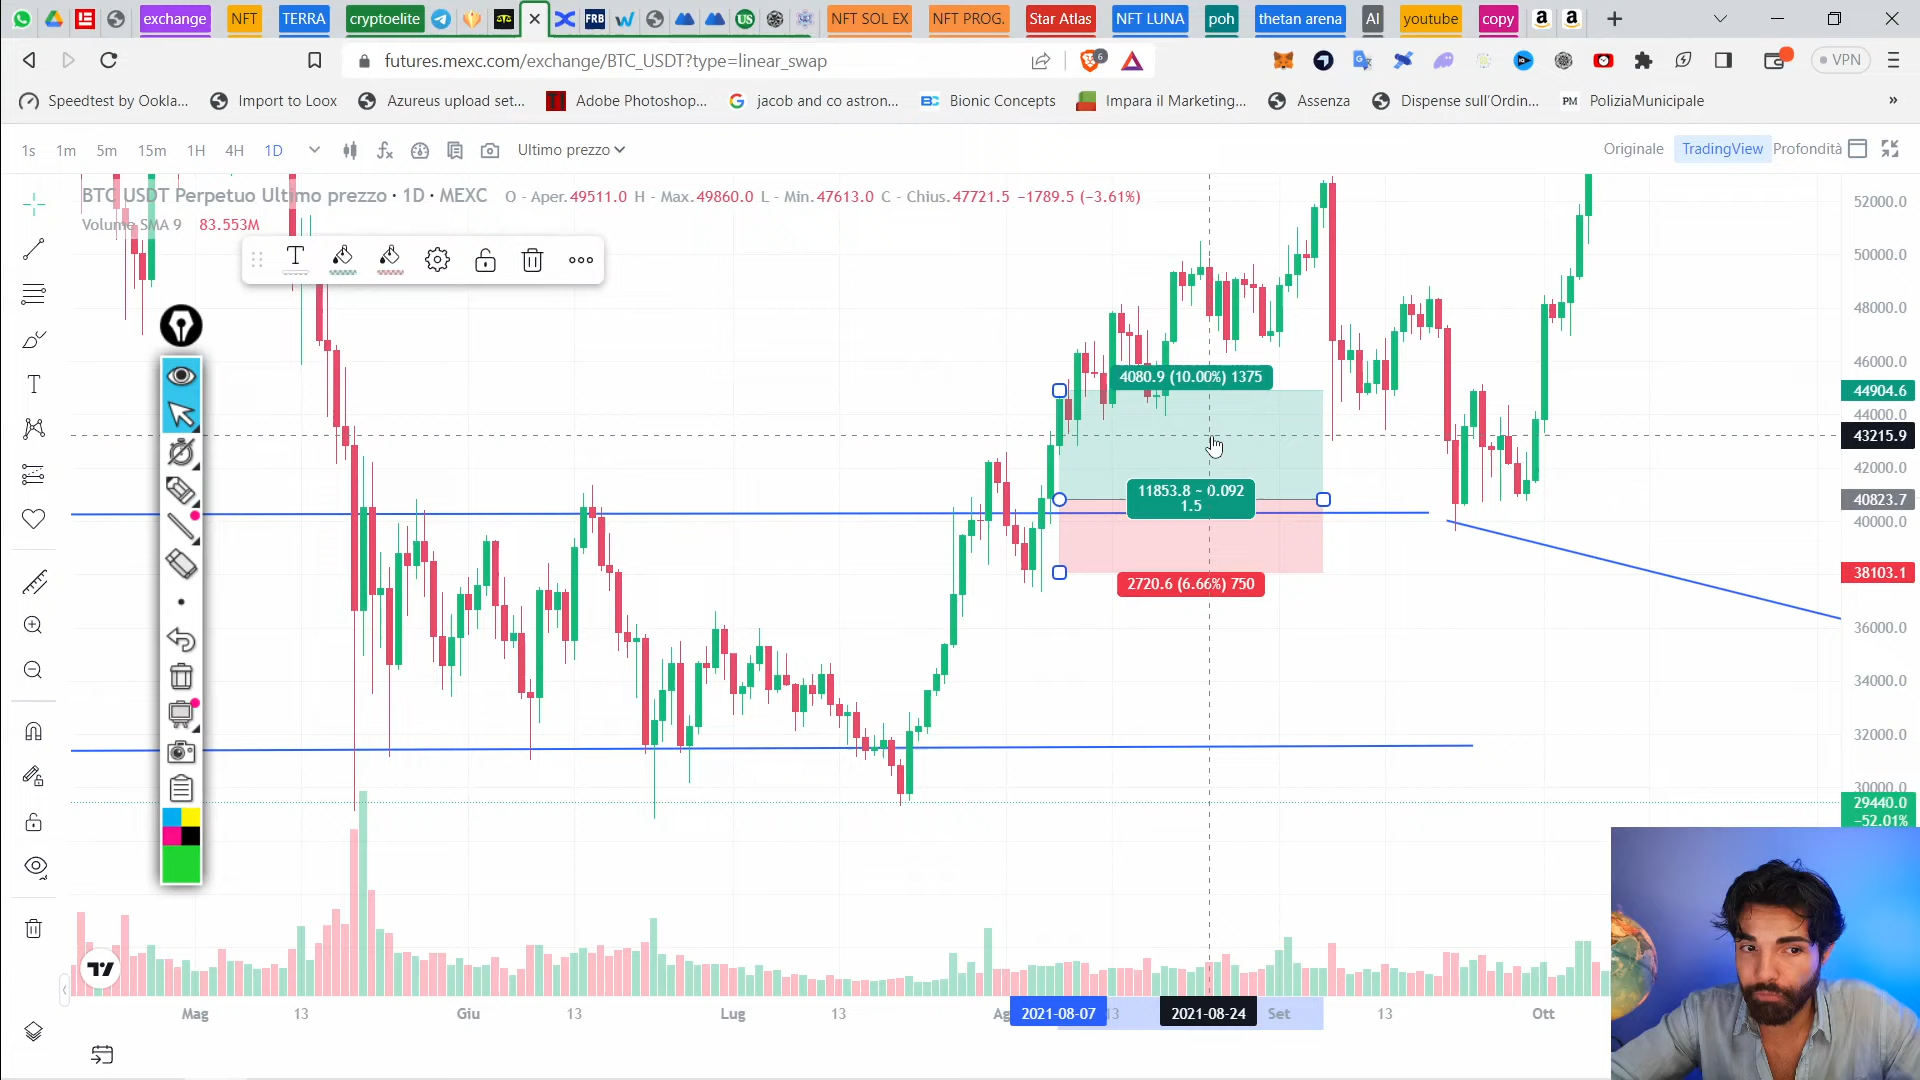 exchange NFT TERRA cryptoelite FRB US NFT SOL EX NFT PROG. Star Atlas NFT LUNA poh thetan arena AI youtube copy a a
futures.mexc.com/exchange/BTC_USDT?type=linear_swap 6 VPN
Speedtest by Ookla... Import to Loox Azureus upload set... Adobe Photoshop... jacob and co astron... BC Bionic Concepts Impara il Marketing... Assenza Dispense sull'Ordin... PM PoliziaMunicipale »
1s 1m 5m 15m 1H 4H 1D Ultimo prezzo Originale TradingView Profondità
BTC USDT Perpetuo Ultimo prezzo · 1D · MEXC O - Aper.49511.0 H - Max.49860.0 L - Min.47613.0 C - Chius.47721.5 −1789.5 (−3.61%)
Volume SMA 9 83.553M
52000.0
50000.0
48000.0
46000.0
4080.9 (10.00%) 1375
44904.6
44000.0
43215.9
42000.0
11853.8 ~ 0.092
1.5
40823.7
40000.0
38103.1
2720.6 (6.66%) 750
36000.0
34000.0
32000.0
30000.0
29440.0
−52.01%
Mag 13 Giu 13 Lug 13 Ag 2021-08-07 13 2021-08-24 Set 13 Ott